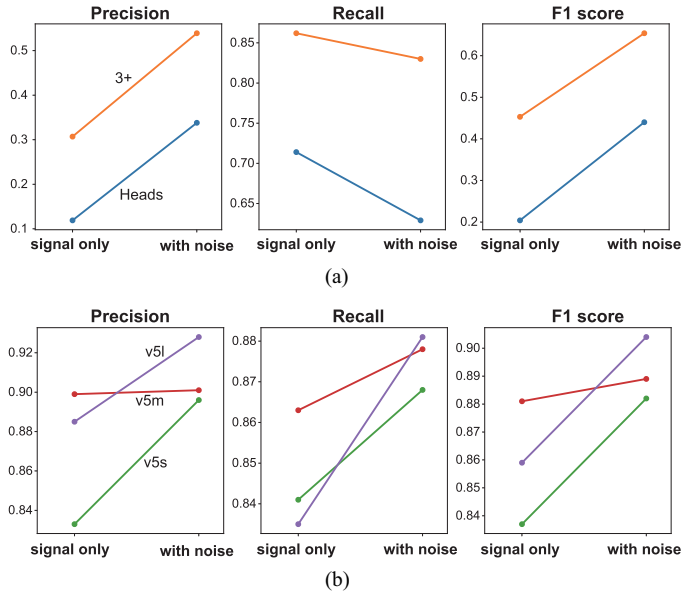 Precision Recall F1 score
0.5 0.4 0.3 0.2 0.1
3+
Heads
0.85 0.80 0.75 0.70 0.65
0.6 0.5 0.4 0.3 0.2
signal only with noise signal only with noise signal only with noise
(a)
Precision Recall F1 score
0.92 0.90 0.88 0.86 0.84
v5l
v5m
v5s
0.88 0.87 0.86 0.85 0.84
0.90 0.89 0.88 0.87 0.86 0.85 0.84
signal only with noise signal only with noise signal only with noise
(b)